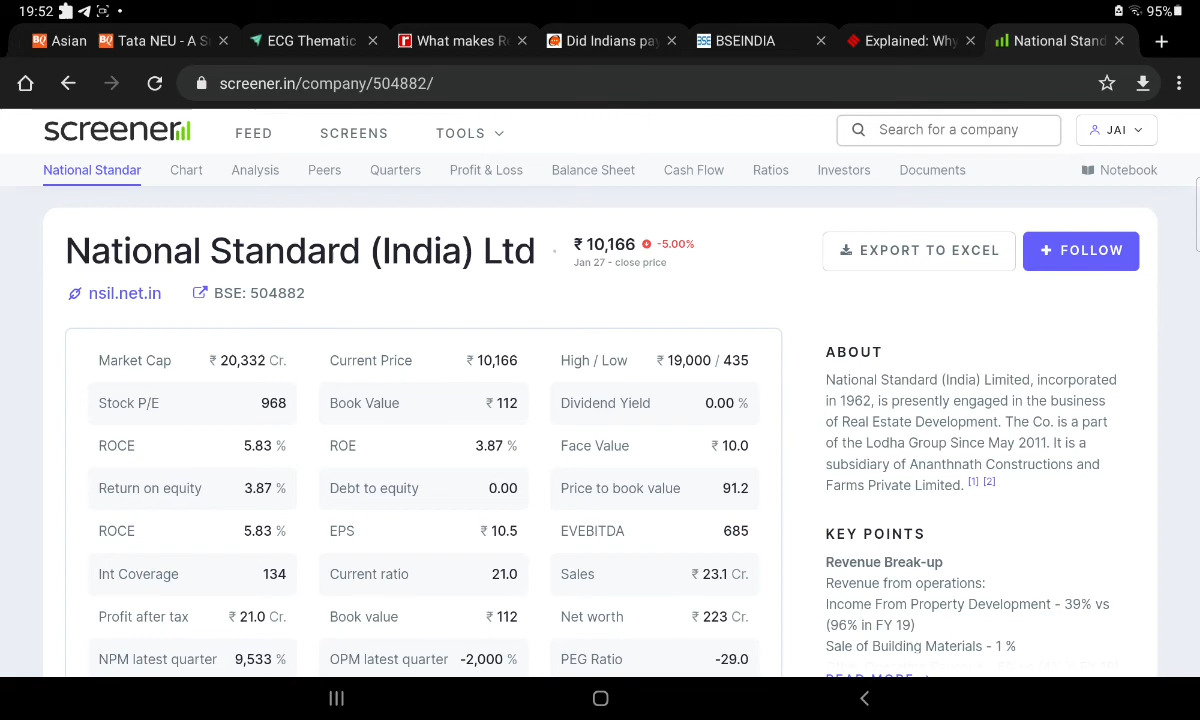 19:52 95%
Asian Tata NEU - A S ECG Thematic What makes R Did Indians pay BSEINDIA Explained: Why National Stand
screener.in/company/504882/
screener FEED SCREENS TOOLS Search for a company JAI
National Standar Chart Analysis Peers Quarters Profit & Loss Balance Sheet Cash Flow Ratios Investors Documents Notebook
National Standard (India) Ltd · ₹ 10,166 -5.00%
Jan 27 - close price
EXPORT TO EXCEL + FOLLOW
nsil.net.in BSE: 504882
Market Cap ₹ 20,332 Cr. Current Price ₹ 10,166 High / Low ₹ 19,000 / 435
Stock P/E 968 Book Value ₹ 112 Dividend Yield 0.00 %
ROCE 5.83 % ROE 3.87 % Face Value ₹ 10.0
Return on equity 3.87 % Debt to equity 0.00 Price to book value 91.2
ROCE 5.83 % EPS ₹ 10.5 EVEBITDA 685
Int Coverage 134 Current ratio 21.0 Sales ₹ 23.1 Cr.
Profit after tax ₹ 21.0 Cr. Book value ₹ 112 Net worth ₹ 223 Cr.
NPM latest quarter 9,533 % OPM latest quarter -2,000 % PEG Ratio -29.0
ABOUT
National Standard (India) Limited, incorporated
in 1962, is presently engaged in the business
of Real Estate Development. The Co. is a part
of the Lodha Group Since May 2011. It is a
subsidiary of Ananthnath Constructions and
Farms Private Limited. [1] [2]
KEY POINTS
Revenue Break-up
Revenue from operations:
Income From Property Development - 39% vs
(96% in FY 19)
Sale of Building Materials - 1 %
READ MORE